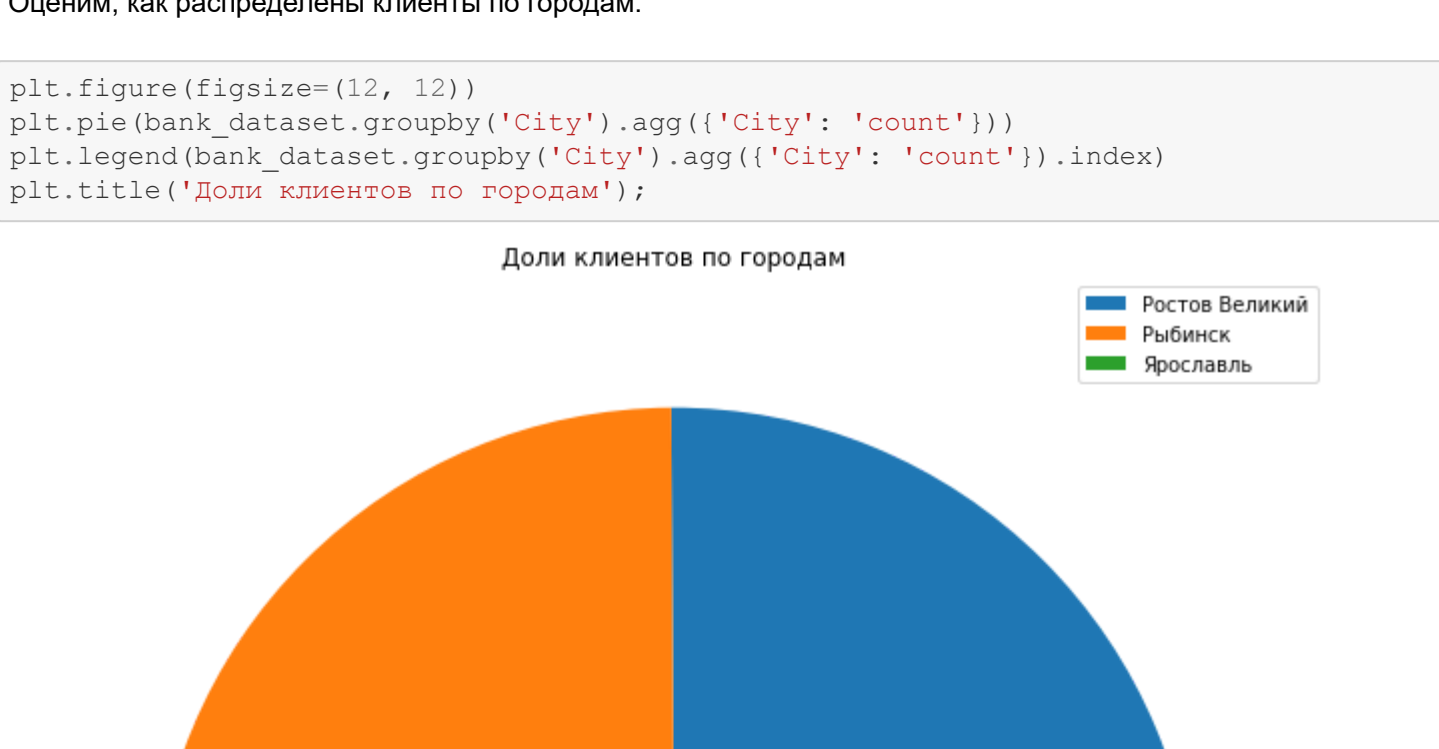 Оценим, как распределены клиенты по городам.
plt.figure(figsize=(12, 12))
plt.pie(bank_dataset.groupby('City').agg({'City': 'count'}))
plt.legend(bank_dataset.groupby('City').agg({'City': 'count'}).index)
plt.title('Доли клиентов по городам');
Доли клиентов по городам
Ростов Великий
Рыбинск
Ярославль